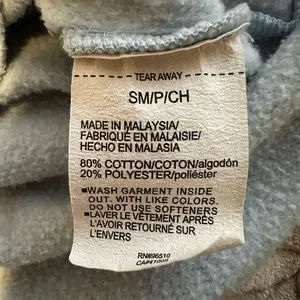 - TEAR AWAY -
SM/P/CH
MADE IN MALAYSIA/
FABRIQUÉ EN MALAISIE/
HECHO EN MALASIA
80% COTTON/COTON/algodón
20% POLYESTER/poliéster
■WASH GARMENT INSIDE
OUT. WITH LIKE COLORS.
DO NOT USE SOFTENERS
■LAVER LE VÊTEMENT APRÈS
L'AVOIR RETOURNÉ SUR
L'ENVERS
RN#96510